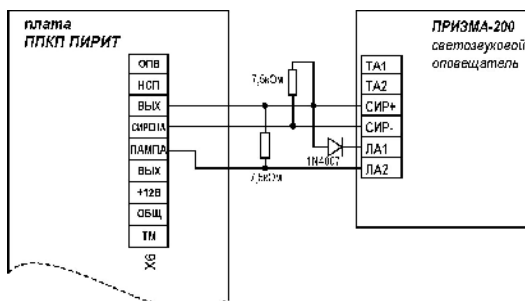 плата
ППКП ПИРИТ
ОПВ
НСП
ВЫХ
СИРЕНА
ЛАМПА
ВЫХ
+12В
ОБЩ
ТМ
X6
7,5кОм
7,5кОм
1N4007
ПРИЗМА-200
светозвуковой
оповещатель
ТА1
ТА2
СИР+
СИР-
ЛА1
ЛА2